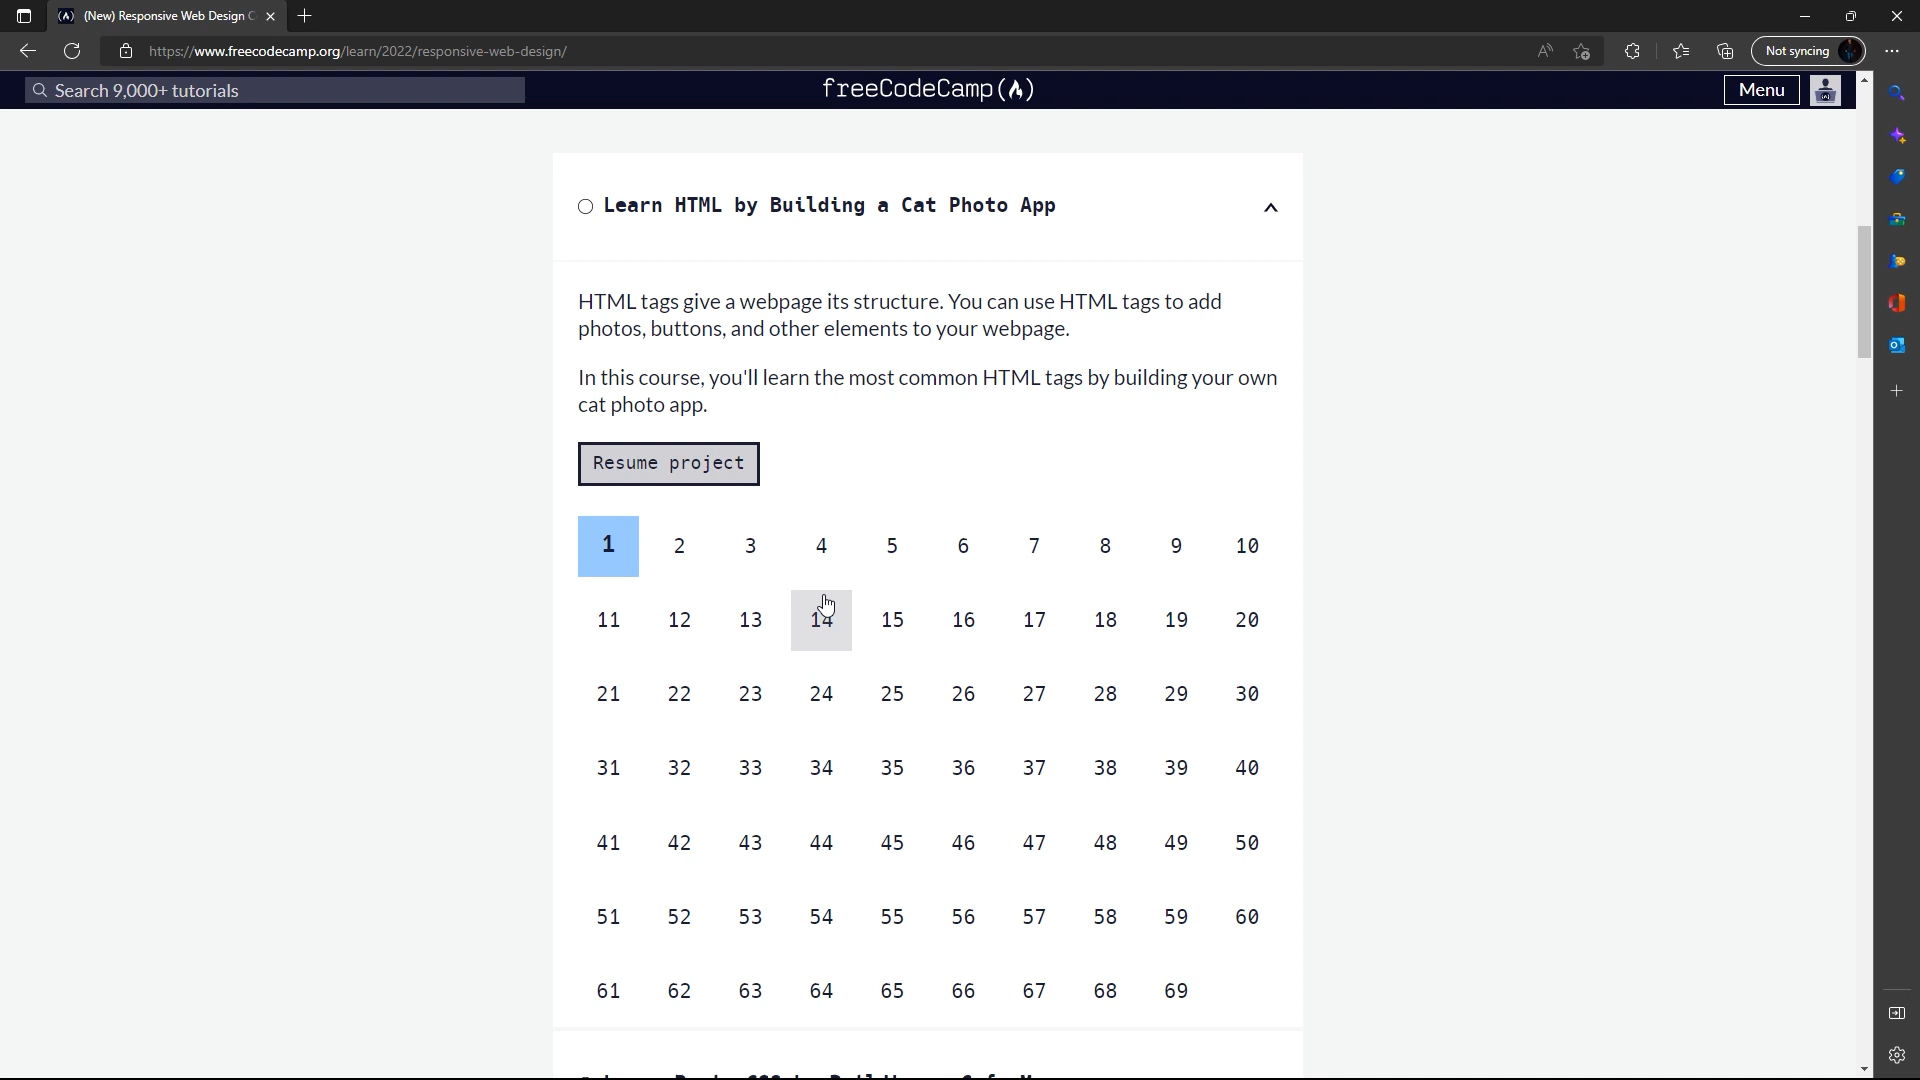 (New) Responsive Web Design C
https://www.freecodecamp.org/learn/2022/responsive-web-design/
Not syncing
Search 9,000+ tutorials
freeCodeCamp(🔥)
Menu
Learn HTML by Building a Cat Photo App
HTML tags give a webpage its structure. You can use HTML tags to add
photos, buttons, and other elements to your webpage.
In this course, you'll learn the most common HTML tags by building your own
cat photo app.
Resume project
1 2 3 4 5 6 7 8 9 10
11 12 13 14 15 16 17 18 19 20
21 22 23 24 25 26 27 28 29 30
31 32 33 34 35 36 37 38 39 40
41 42 43 44 45 46 47 48 49 50
51 52 53 54 55 56 57 58 59 60
61 62 63 64 65 66 67 68 69